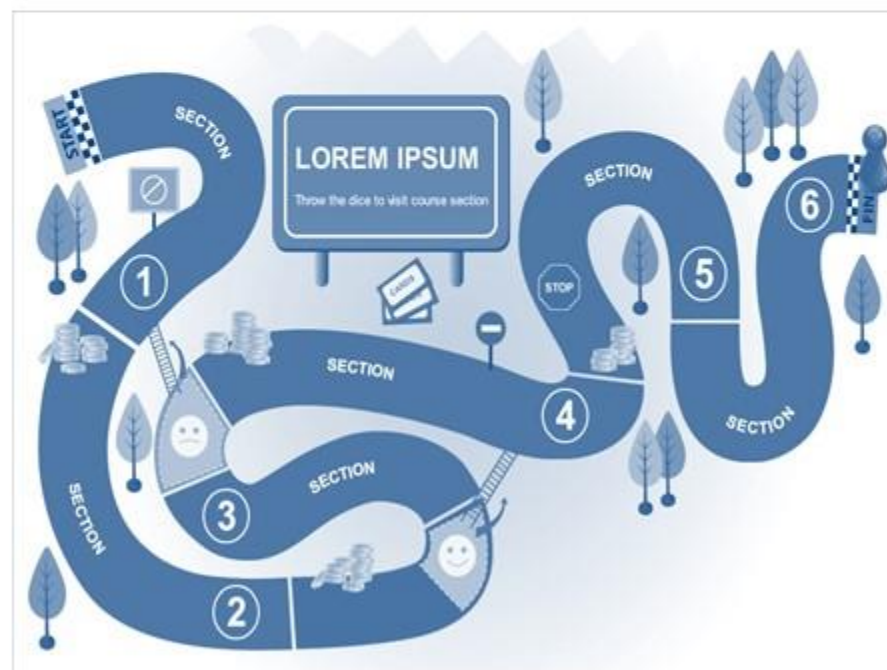 START
SECTION
1
LOREM IPSUM
Throw the dice to visit course section
CARDS
STOP
SECTION
2
SECTION
3
SECTION
4
SECTION
5
SECTION
6
FIN